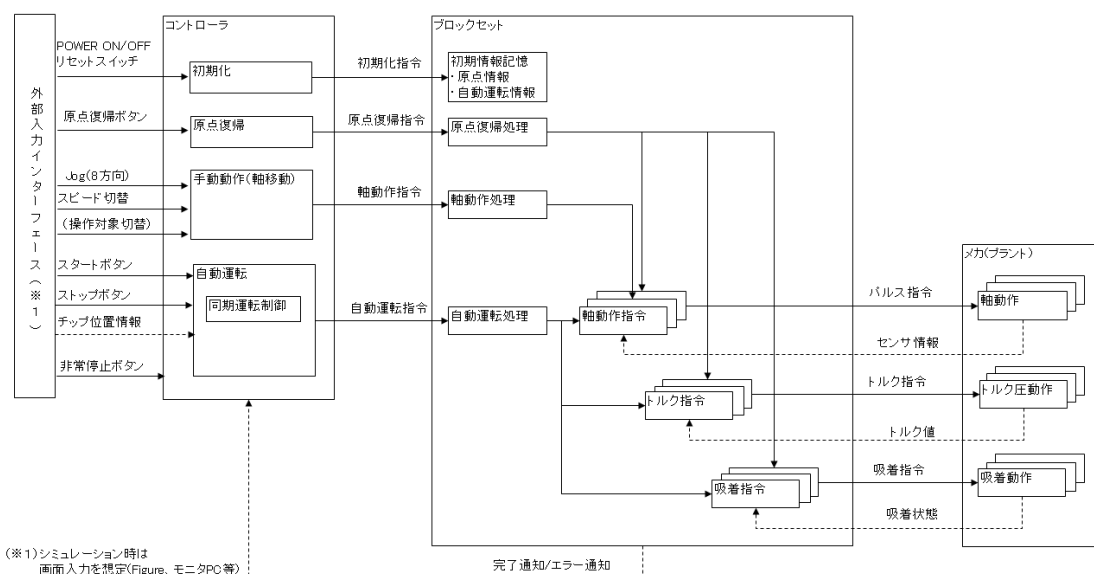 外部入力インターフェース(※1)
POWER ON/OFF
リセットスイッチ
原点復帰ボタン
Jog(8方向)
スピード切替
(操作対象切替)
スタートボタン
ストップボタン
チップ位置情報
非常停止ボタン
コントローラ
初期化
原点復帰
手動動作(軸移動)
自動運転
同期運転制御
初期化指令
原点復帰指令
軸動作指令
自動運転指令
ブロックセット
初期情報記憶
・原点情報
・自動運転情報
原点復帰処理
軸動作処理
自動運転処理
軸動作指令
トルク指令
吸着指令
パルス指令
センサ情報
トルク指令
トルク値
吸着指令
吸着状態
メカ(プラント)
軸動作
トルク圧動作
吸着動作
(※1)シミュレーション時は
画面入力を想定(Figure、モニタPC等)
完了通知/エラー通知